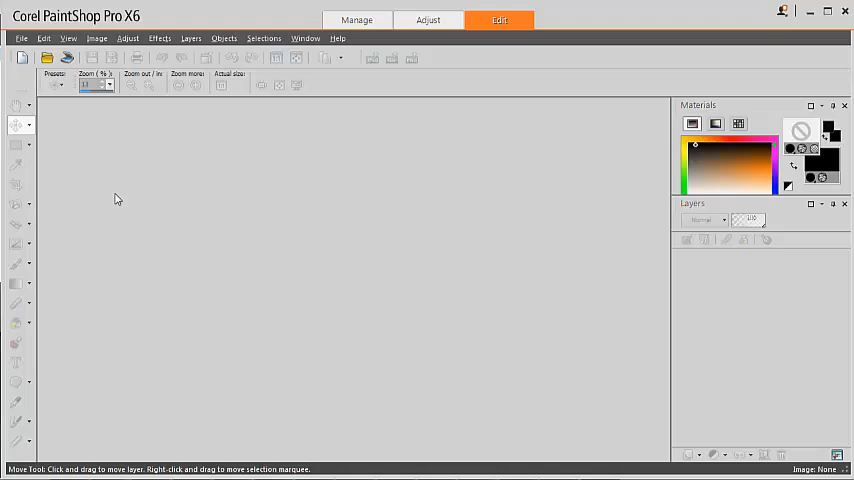 Corel PaintShop Pro X6
Manage
Adjust
Edit
File Edit View Image Adjust Effects Layers Objects Selections Window Help
Presets: Zoom ( % ): Zoom out / in: Zoom more: Actual size:
Materials
Layers
Normal
100
Move Tool: Click and drag to move layer. Right-click and drag to move selection marquee.
Image: None